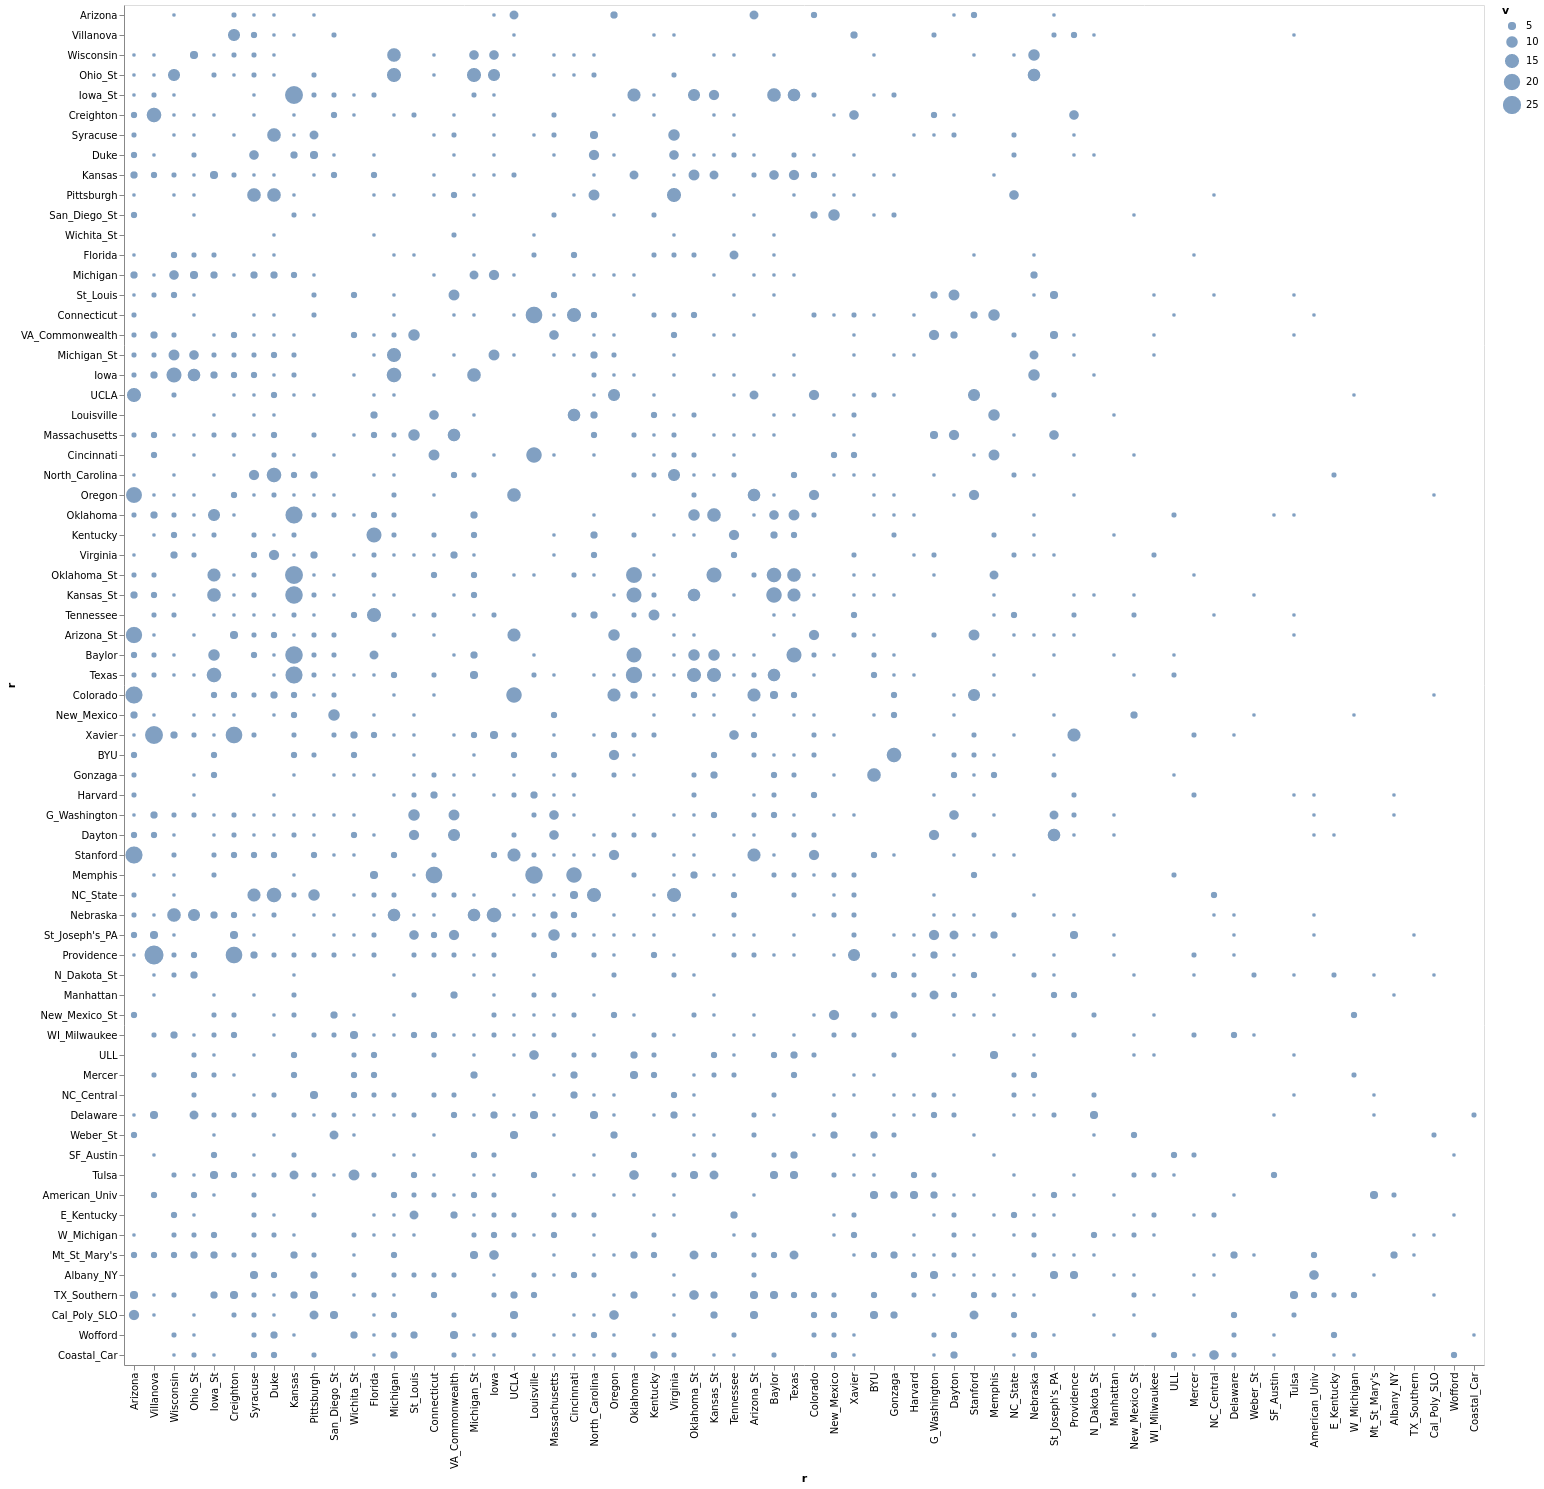 v
5
10
15
20
25
r
Arizona
Villanova
Wisconsin
Ohio_St
Iowa_St
Creighton
Syracuse
Duke
Kansas
Pittsburgh
San_Diego_St
Wichita_St
Florida
Michigan
St_Louis
Connecticut
VA_Commonwealth
Michigan_St
Iowa
UCLA
Louisville
Massachusetts
Cincinnati
North_Carolina
Oregon
Oklahoma
Kentucky
Virginia
Oklahoma_St
Kansas_St
Tennessee
Arizona_St
Baylor
Texas
Colorado
New_Mexico
Xavier
BYU
Gonzaga
Harvard
G_Washington
Dayton
Stanford
Memphis
NC_State
Nebraska
St_Joseph's_PA
Providence
N_Dakota_St
Manhattan
New_Mexico_St
WI_Milwaukee
ULL
Mercer
NC_Central
Delaware
Weber_St
SF_Austin
Tulsa
American_Univ
E_Kentucky
W_Michigan
Mt_St_Mary's
Albany_NY
TX_Southern
Cal_Poly_SLO
Wofford
Coastal_Car
Arizona
Villanova
Wisconsin
Ohio_St
Iowa_St
Creighton
Syracuse
Duke
Kansas
Pittsburgh
San_Diego_St
Wichita_St
Florida
Michigan
St_Louis
Connecticut
VA_Commonwealth
Michigan_St
Iowa
UCLA
Louisville
Massachusetts
Cincinnati
North_Carolina
Oregon
Oklahoma
Kentucky
Virginia
Oklahoma_St
Kansas_St
Tennessee
Arizona_St
Baylor
Texas
Colorado
New_Mexico
Xavier
BYU
Gonzaga
Harvard
G_Washington
Dayton
Stanford
Memphis
NC_State
Nebraska
St_Joseph's_PA
Providence
N_Dakota_St
Manhattan
New_Mexico_St
WI_Milwaukee
ULL
Mercer
NC_Central
Delaware
Weber_St
SF_Austin
Tulsa
American_Univ
E_Kentucky
W_Michigan
Mt_St_Mary's
Albany_NY
TX_Southern
Cal_Poly_SLO
Wofford
Coastal_Car
r